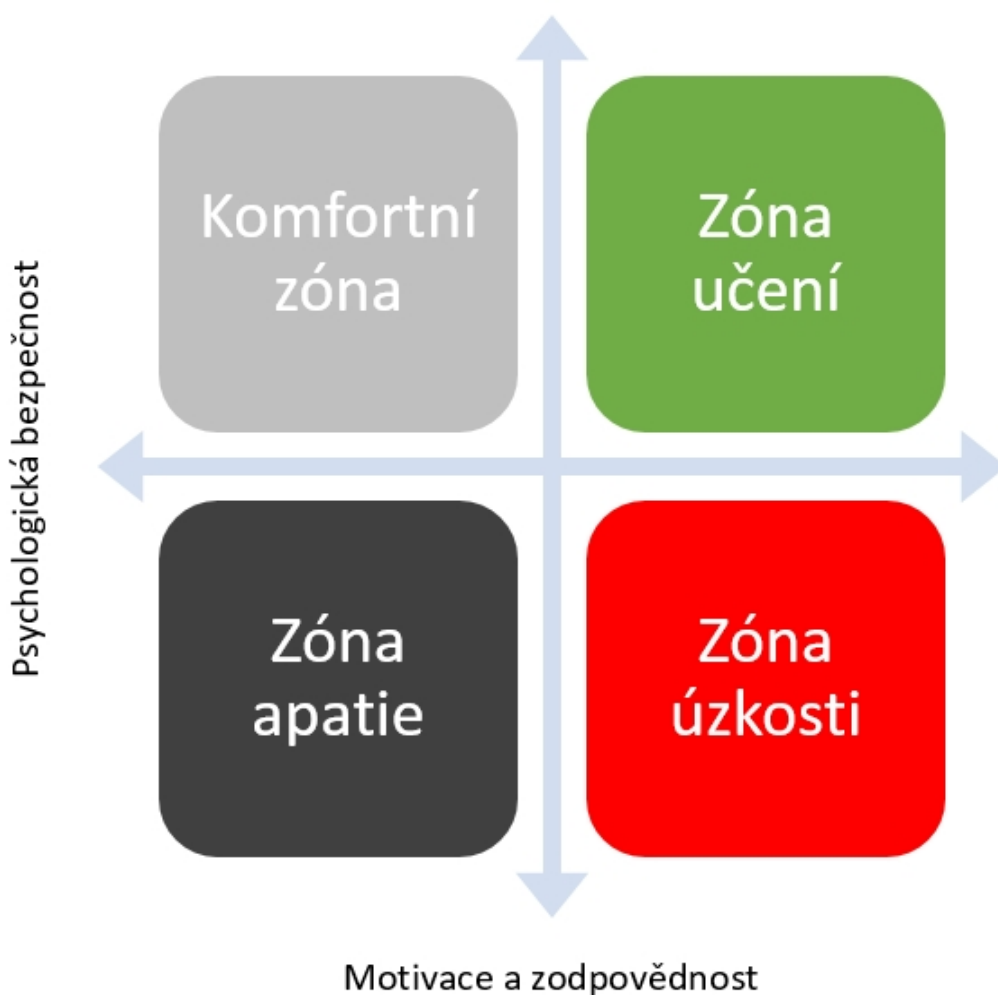 Komfortní
zóna
Zóna
učení
Psychologická bezpečnost
Zóna
apatie
Zóna
úzkosti
Motivace a zodpovědnost